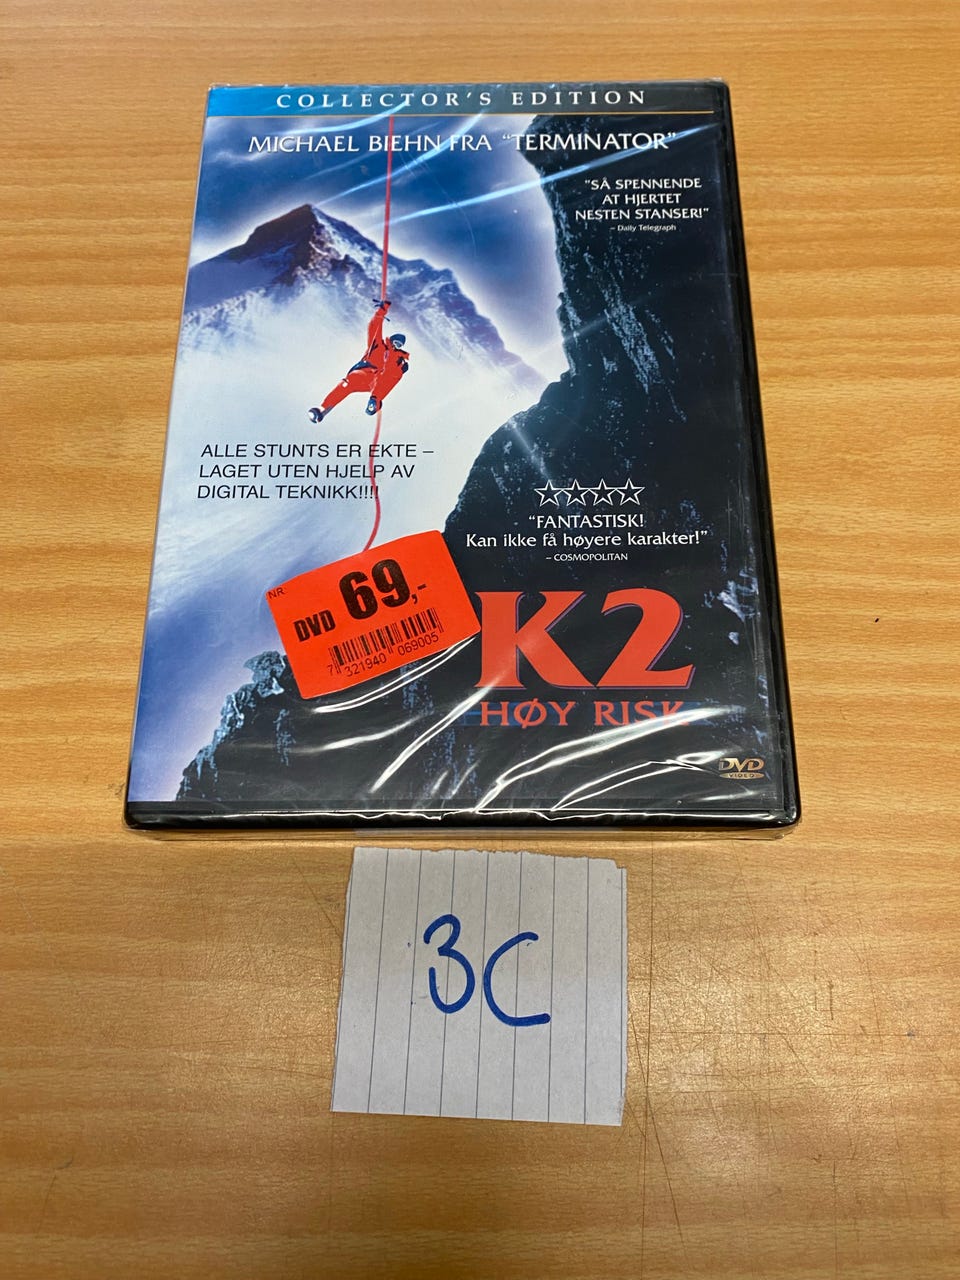 COLLECTOR'S EDITION
MICHAEL BIEHN FRA "TERMINATOR"
"SÅ SPENNENDE
AT HJERTET
NESTEN STANSER!"
– Daily Telegraph
ALLE STUNTS ER EKTE –
LAGET UTEN HJELP AV
DIGITAL TEKNIKK!!!!
"FANTASTISK!
Kan ikke få høyere karakter!"
– COSMOPOLITAN
NR
DVD 69,-
7 321940 069005
K2
HØY RISK
DVD
VIDEO
3C